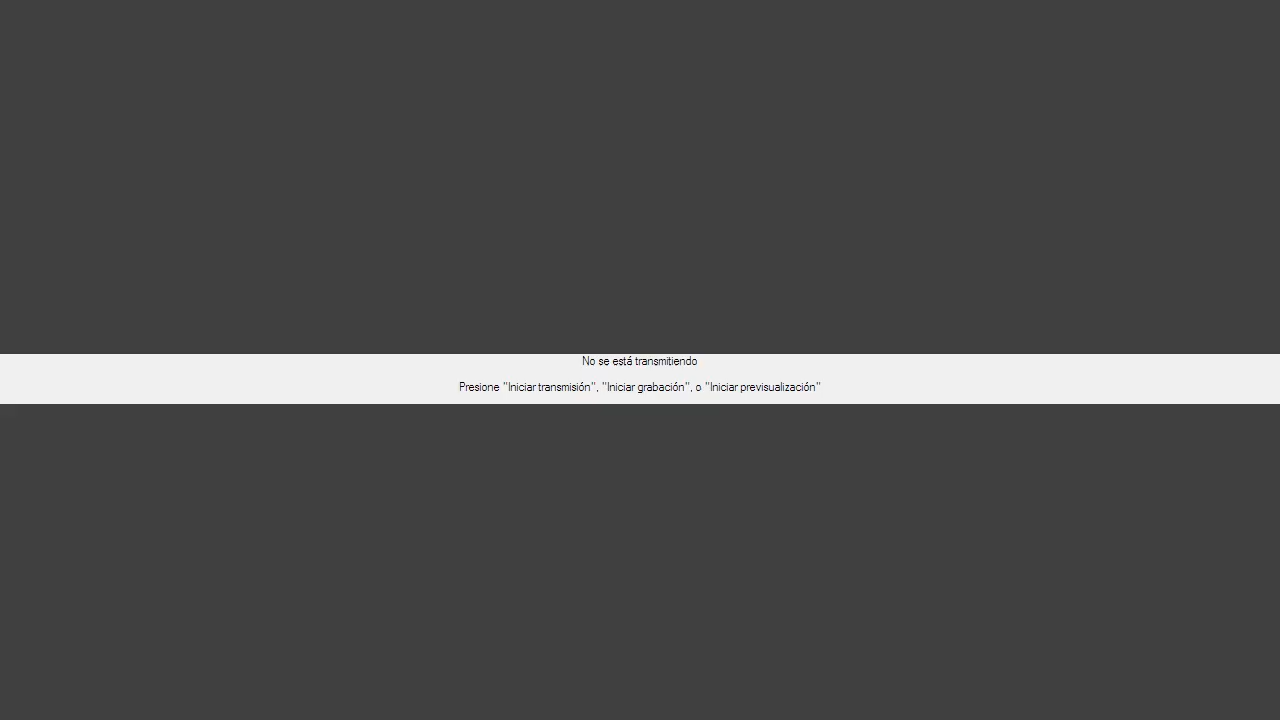 No se está transmitiendo
Presione "Iniciar transmisión", "Iniciar grabación", o "Iniciar previsualización"